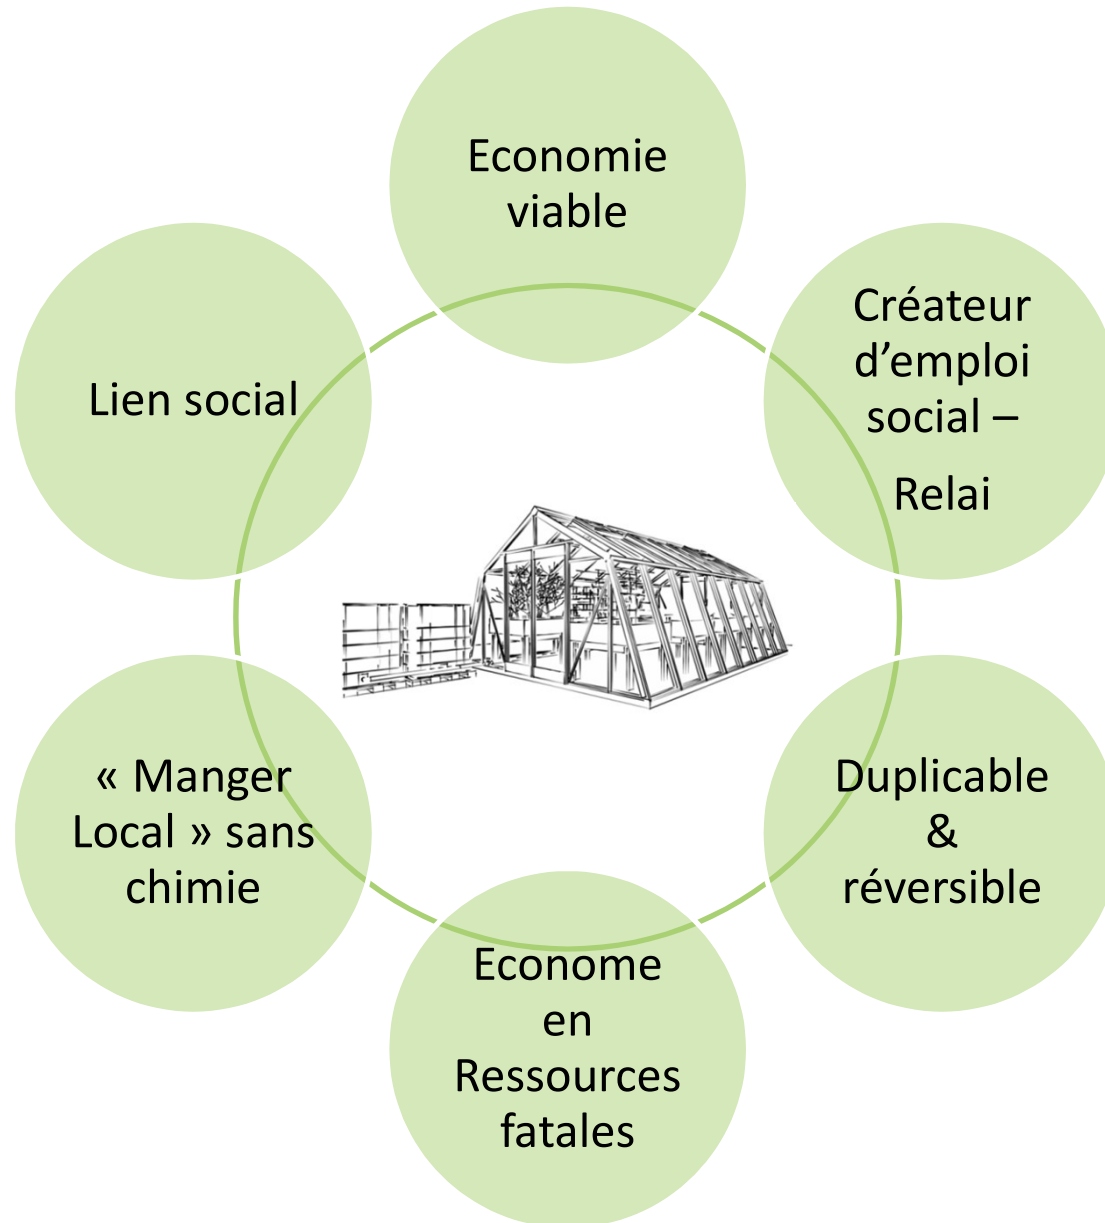 Economie
viable
Créateur
d’emploi
social –
Relai
Duplicable
&
réversible
Econome
en
Ressources
fatales
« Manger
Local » sans
chimie
Lien social